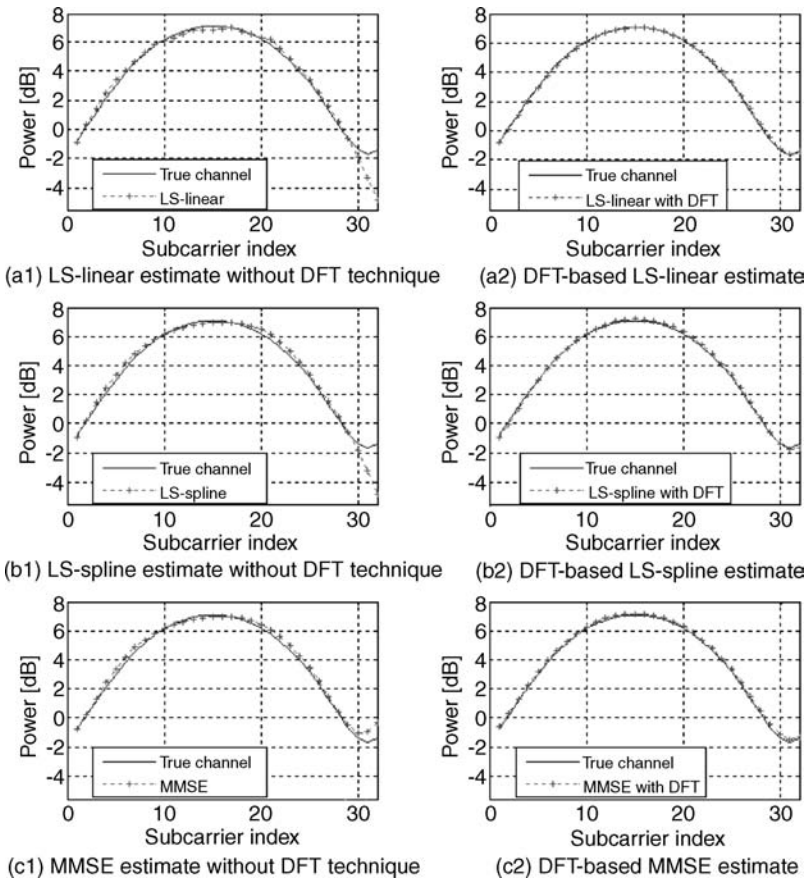 8
6
4
2
0
-2
-4
Power [dB]
True channel
LS-linear
0 10 20 30
Subcarrier index
(a1) LS-linear estimate without DFT technique
8
6
4
2
0
-2
-4
Power [dB]
True channel
LS-linear with DFT
0 10 20 30
Subcarrier index
(a2) DFT-based LS-linear estimate
8
6
4
2
0
-2
-4
Power [dB]
True channel
LS-spline
0 10 20 30
Subcarrier index
(b1) LS-spline estimate without DFT technique
8
6
4
2
0
-2
-4
Power [dB]
True channel
LS-spline with DFT
0 10 20 30
Subcarrier index
(b2) DFT-based LS-spline estimate
8
6
4
2
0
-2
-4
Power [dB]
True channel
MMSE
0 10 20 30
Subcarrier index
(c1) MMSE estimate without DFT technique
8
6
4
2
0
-2
-4
Power [dB]
True channel
MMSE with DFT
0 10 20 30
Subcarrier index
(c2) DFT-based MMSE estimate